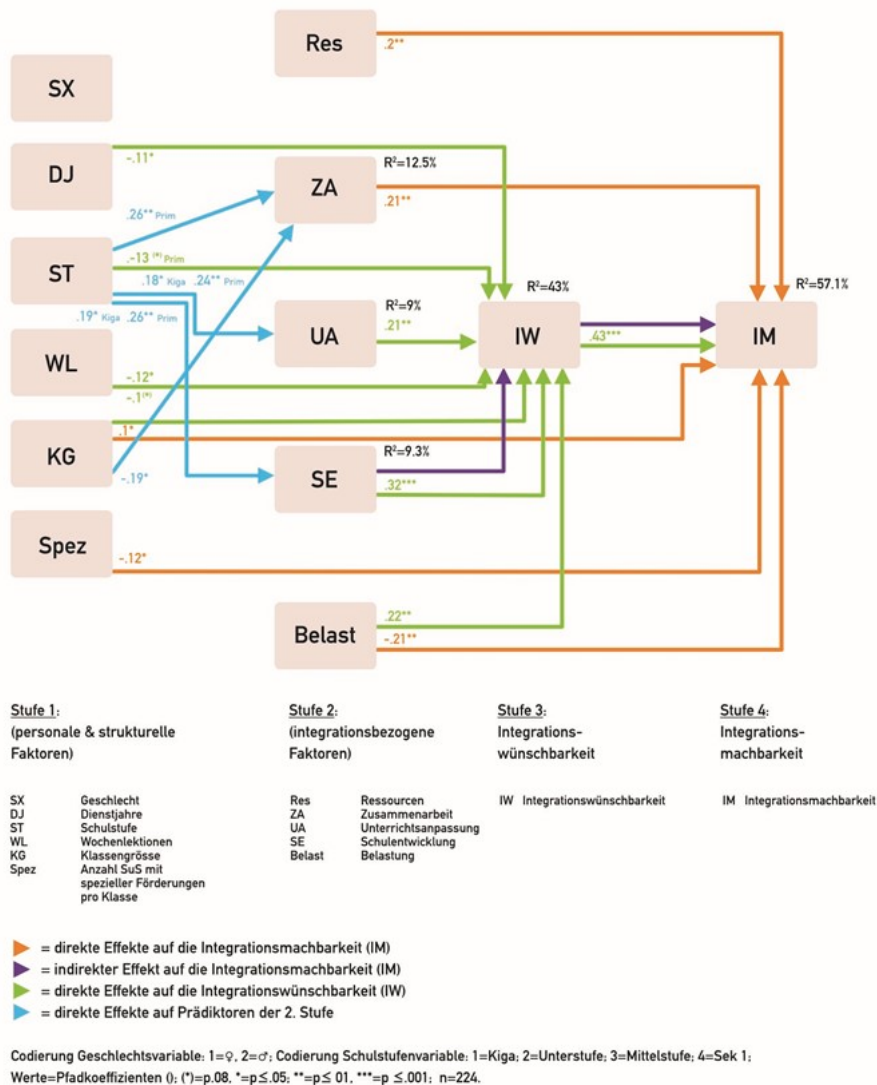 Res
.2**
SX
DJ
-.11*
ZA
R²=12.5%
.21**
.26** Prim
ST
.-13 (*) Prim
.18* Kiga .24** Prim
.19* Kiga .26** Prim
UA
R²=9%
.21**
IW
R²=43%
.43***
IM
R²=57.1%
WL
-.12*
-.1(*)
KG
.1*
-.19*
SE
R²=9.3%
.32***
Spez
-.12*
Belast
.22**
-.21**
Stufe 1:
(personale & strukturelle
Faktoren)
Stufe 2:
(integrationsbezogene
Faktoren)
Stufe 3:
Integrations-
wünschbarkeit
Stufe 4:
Integrations-
machbarkeit
SX Geschlecht
DJ Dienstjahre
ST Schulstufe
WL Wochenlektionen
KG Klassengrösse
Spez Anzahl SuS mit
spezieller Förderungen
pro Klasse
Res Ressourcen
ZA Zusammenarbeit
UA Unterrichtsanpassung
SE Schulentwicklung
Belast Belastung
IW Integrationswünschbarkeit
IM Integrationsmachbarkeit
= direkte Effekte auf die Integrationsmachbarkeit (IM)
= indirekter Effekt auf die Integrationsmachbarkeit (IM)
= direkte Effekte auf die Integrationswünschbarkeit (IW)
= direkte Effekte auf Prädiktoren der 2. Stufe
Codierung Geschlechtsvariable: 1=♀, 2=♂; Codierung Schulstufenvariable: 1=Kiga; 2=Unterstufe; 3=Mittelstufe; 4=Sek 1;
Werte=Pfadkoeffizienten (); (*)=p.08, *=p≤.05; **=p≤ 01, ***=p ≤.001; n=224.